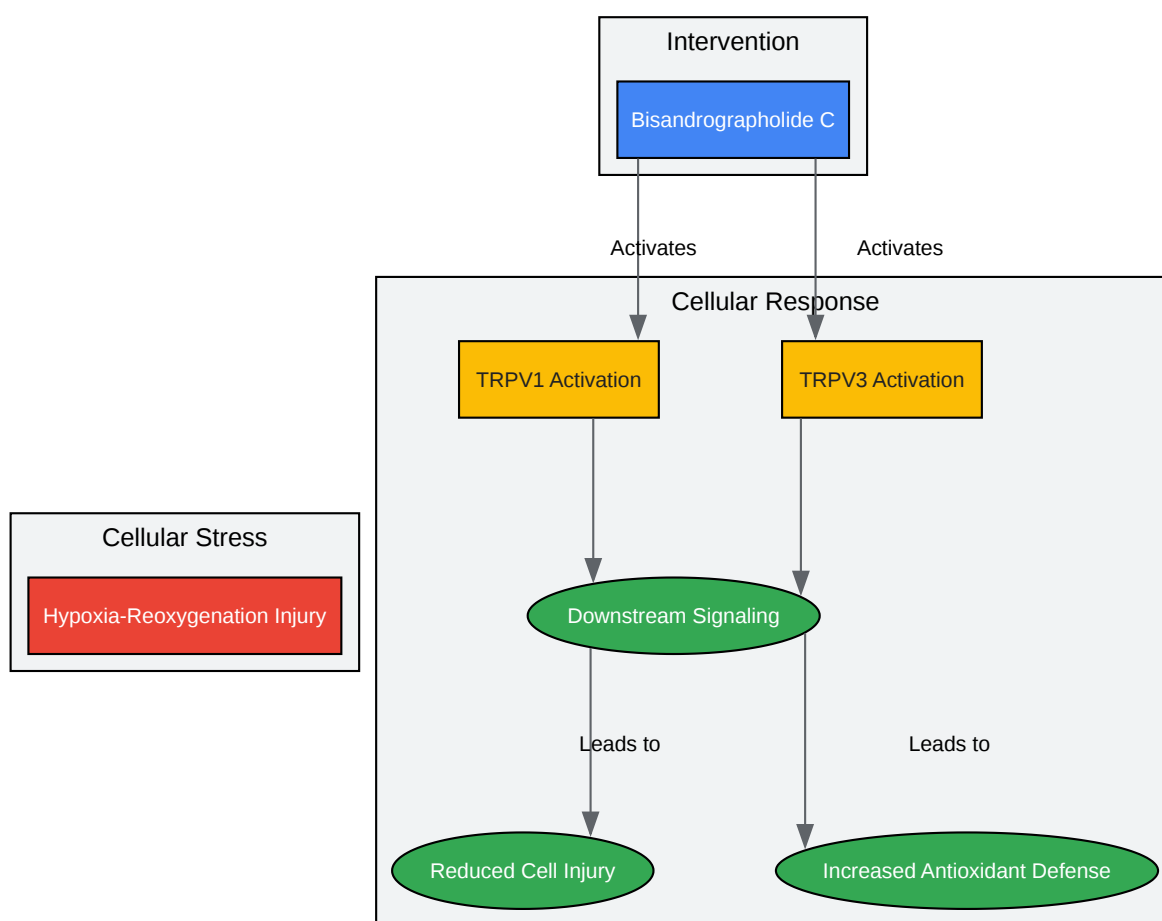 Intervention
Bisandrographolide C
Activates
Activates
Cellular Response
TRPV1 Activation
TRPV3 Activation
Cellular Stress
Hypoxia-Reoxygenation Injury
Downstream Signaling
Leads to
Leads to
Reduced Cell Injury
Increased Antioxidant Defense